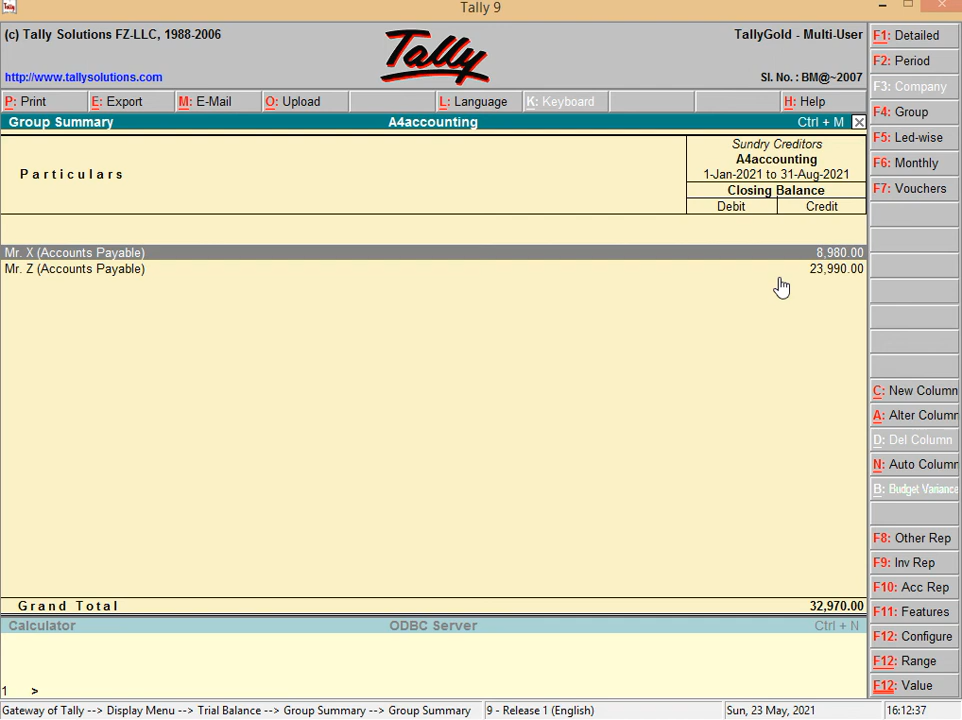 Tally 9
(c) Tally Solutions FZ-LLC, 1988-2006
TallyGold - Multi-User
Tally
http://www.tallysolutions.com
Sl. No.: BM@~2007
P: Print
E: Export
M: E-Mail
O: Upload
L: Language
K: Keyboard
H: Help
Group Summary
A4accounting
Ctrl + M
Particulars
Sundry Creditors
A4accounting
1-Jan-2021 to 31-Aug-2021
Closing Balance
Debit
Credit
Mr. X (Accounts Payable) 8,980.00
Mr. Z (Accounts Payable) 23,990.00
Grand Total 32,970.00
Calculator
ODBC Server
Ctrl + N
1 >
F1: Detailed
F2: Period
F3: Company
F4: Group
F5: Led-wise
F6: Monthly
F7: Vouchers
C: New Column
A: Alter Column
D: Del Column
N: Auto Column
B: Budget Variance
F8: Other Rep
F9: Inv Rep
F10: Acc Rep
F11: Features
F12: Configure
F12: Range
F12: Value
Gateway of Tally --> Display Menu --> Trial Balance --> Group Summary --> Group Summary
9 - Release 1 (English)
Sun, 23 May, 2021
16:12:37